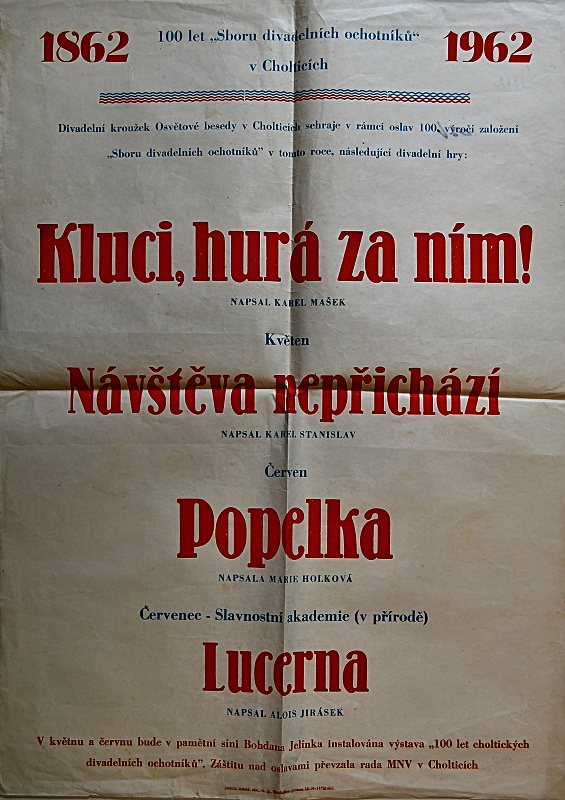 1862 100 let „Sboru divadelních ochotníků“ 1962
v Cholticích
Divadelní kroužek Osvětové besedy v Cholticích sehraje v rámci oslav 100. výročí založení
„Sboru divadelních ochotníků” v tomto roce, následující divadelní hry:
Kluci, hurá za ním!
NAPSAL KAREL MAŠEK
Květen
Návštěva nepřichází
NAPSAL KAREL STANISLAV
Červen
Popelka
NAPSALA MARIE HOLKOVÁ
Červenec - Slavnostní akademie (v přírodě)
Lucerna
NAPSAL ALOIS JIRÁSEK
V květnu a červnu bude v pamětní síni Bohdana Jelínka instalována výstava „100 let choltických
divadelních ochotníků”. Záštitu nad oslavami převzala rada MNV v Cholticích